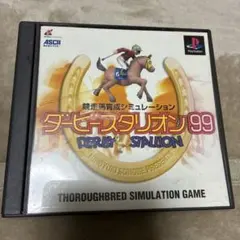 ASCII
PlayStation
競走馬育成シミュレーション
ダービースタリオン99
DERBY STALLION
THOROUGHBRED SIMULATION GAME